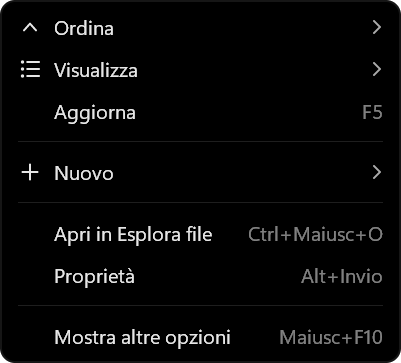 Ordina
Visualizza
Aggiorna F5
Nuovo
Apri in Esplora file Ctrl+Maiusc+O
Proprietà Alt+Invio
Mostra altre opzioni Maiusc+F10